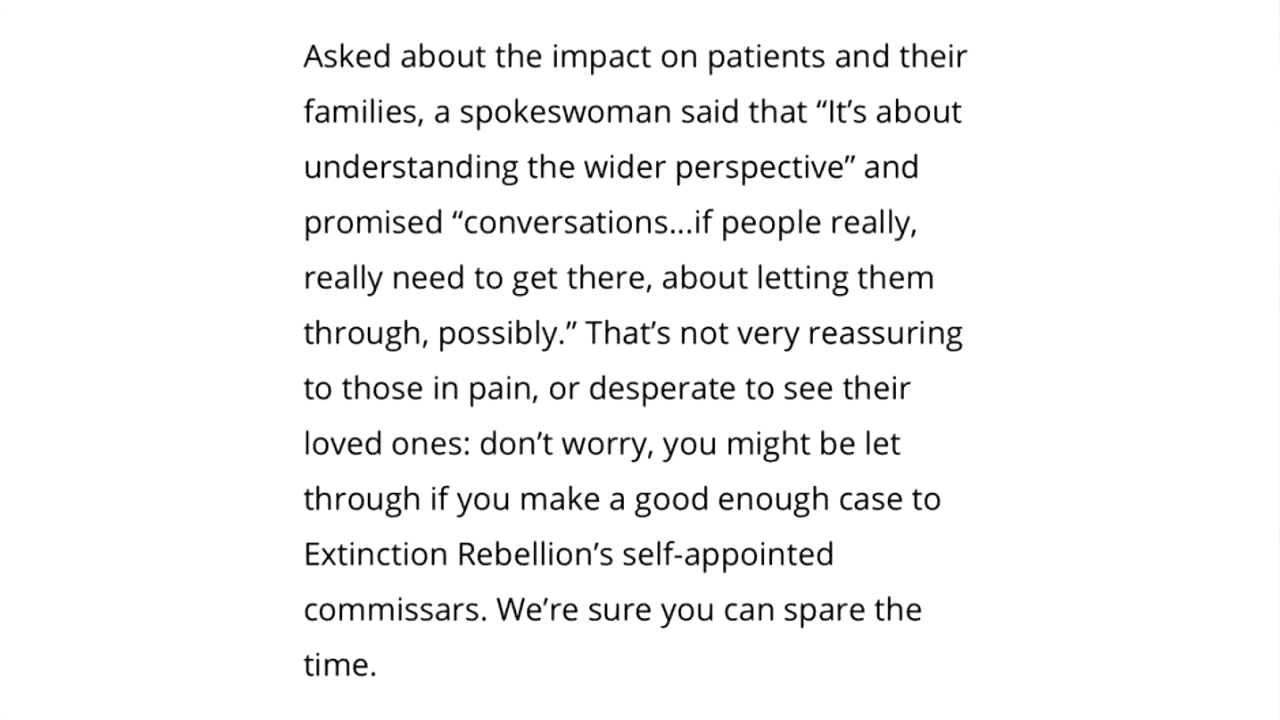 Asked about the impact on patients and their
families, a spokeswoman said that “It’s about
understanding the wider perspective” and
promised “conversations...if people really,
really need to get there, about letting them
through, possibly.” That’s not very reassuring
to those in pain, or desperate to see their
loved ones: don’t worry, you might be let
through if you make a good enough case to
Extinction Rebellion’s self-appointed
commissars. We’re sure you can spare the
time.